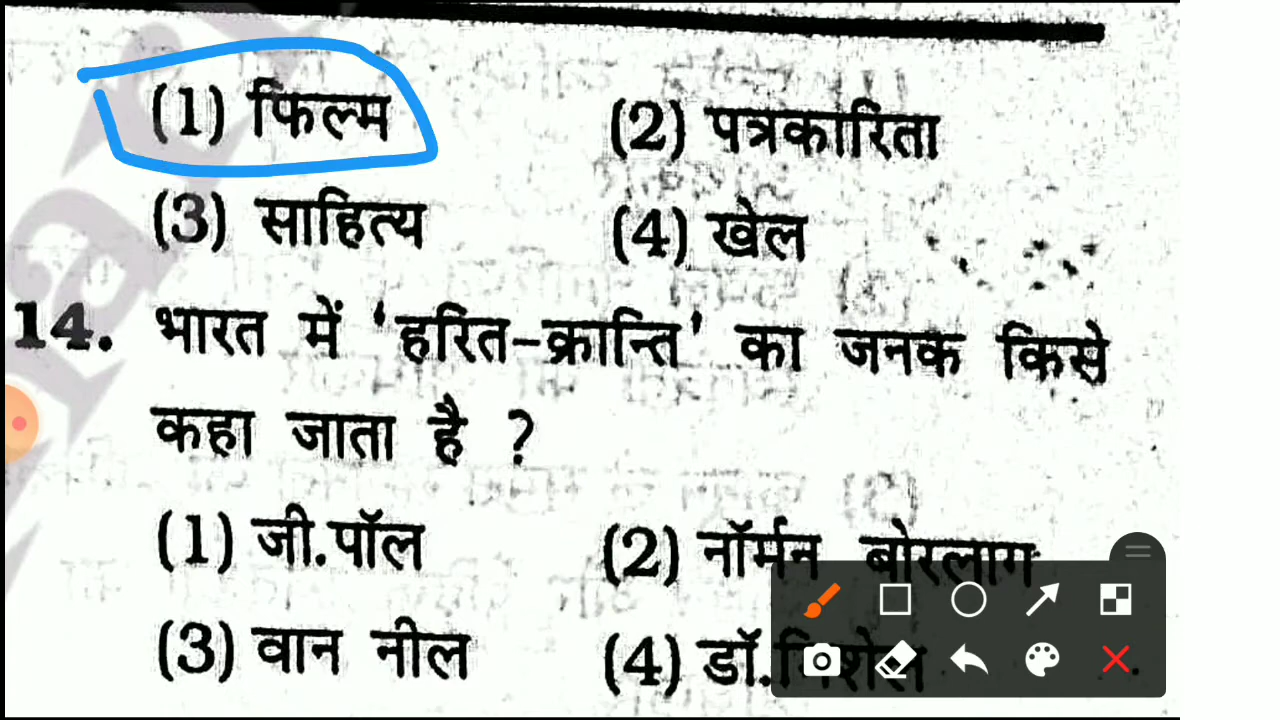 (1) फिल्म (2) पत्रकारिता
(3) साहित्य (4) खेल
14. भारत में 'हरित-क्रान्ति' का जनक किसे
कहा जाता है ?
(1) जी.पॉल (2) नॉर्मन बोरलाग
(3) वान नील (4) डॉ.मिशेल